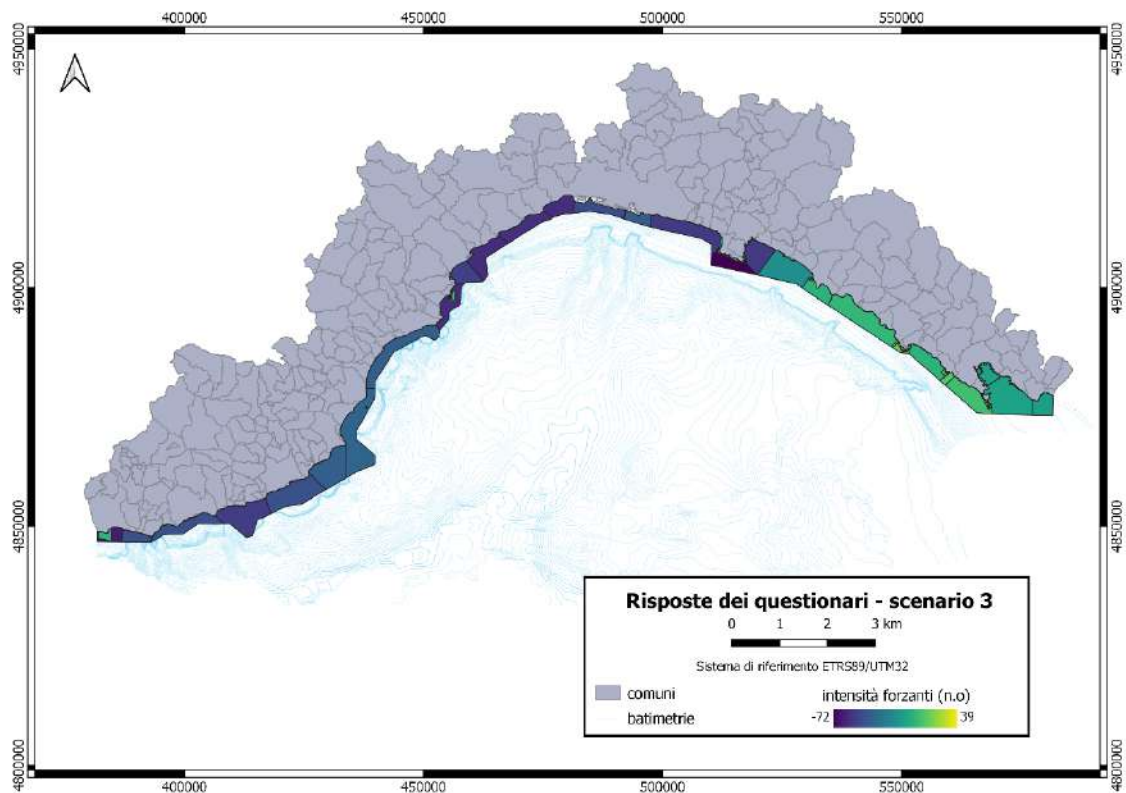 400000 450000 500000 550000
4950000 4950000
4900000 4900000
4850000 4850000
Risposte dei questionari - scenario 3
0 1 2 3 km
Sistema di riferimento ETRS89/UTM32
comuni
intensità forzanti (n.o)
batimetrie
-72 39
4800000 4800000
400000 450000 500000 550000